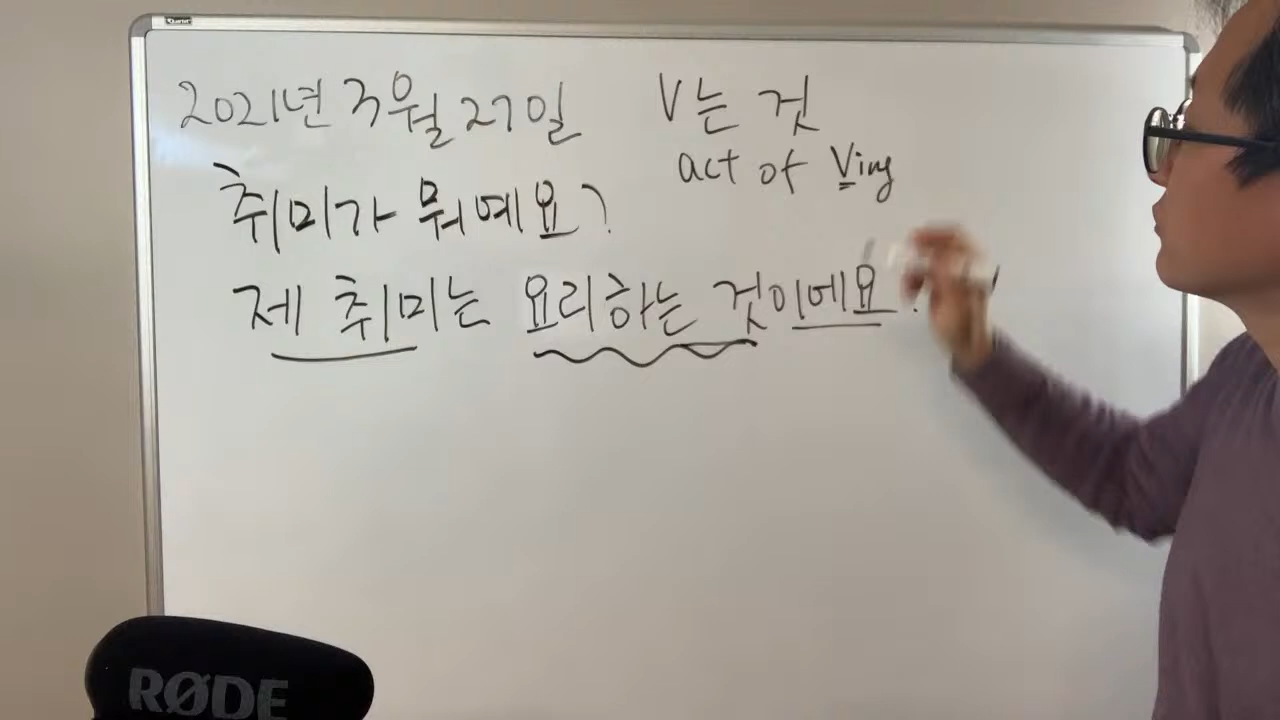 Quartet
2021년 3월 27일
V는 것
act of Ving
취미가 뭐예요?
제 취미는 요리하는 것이에요.
RØDE